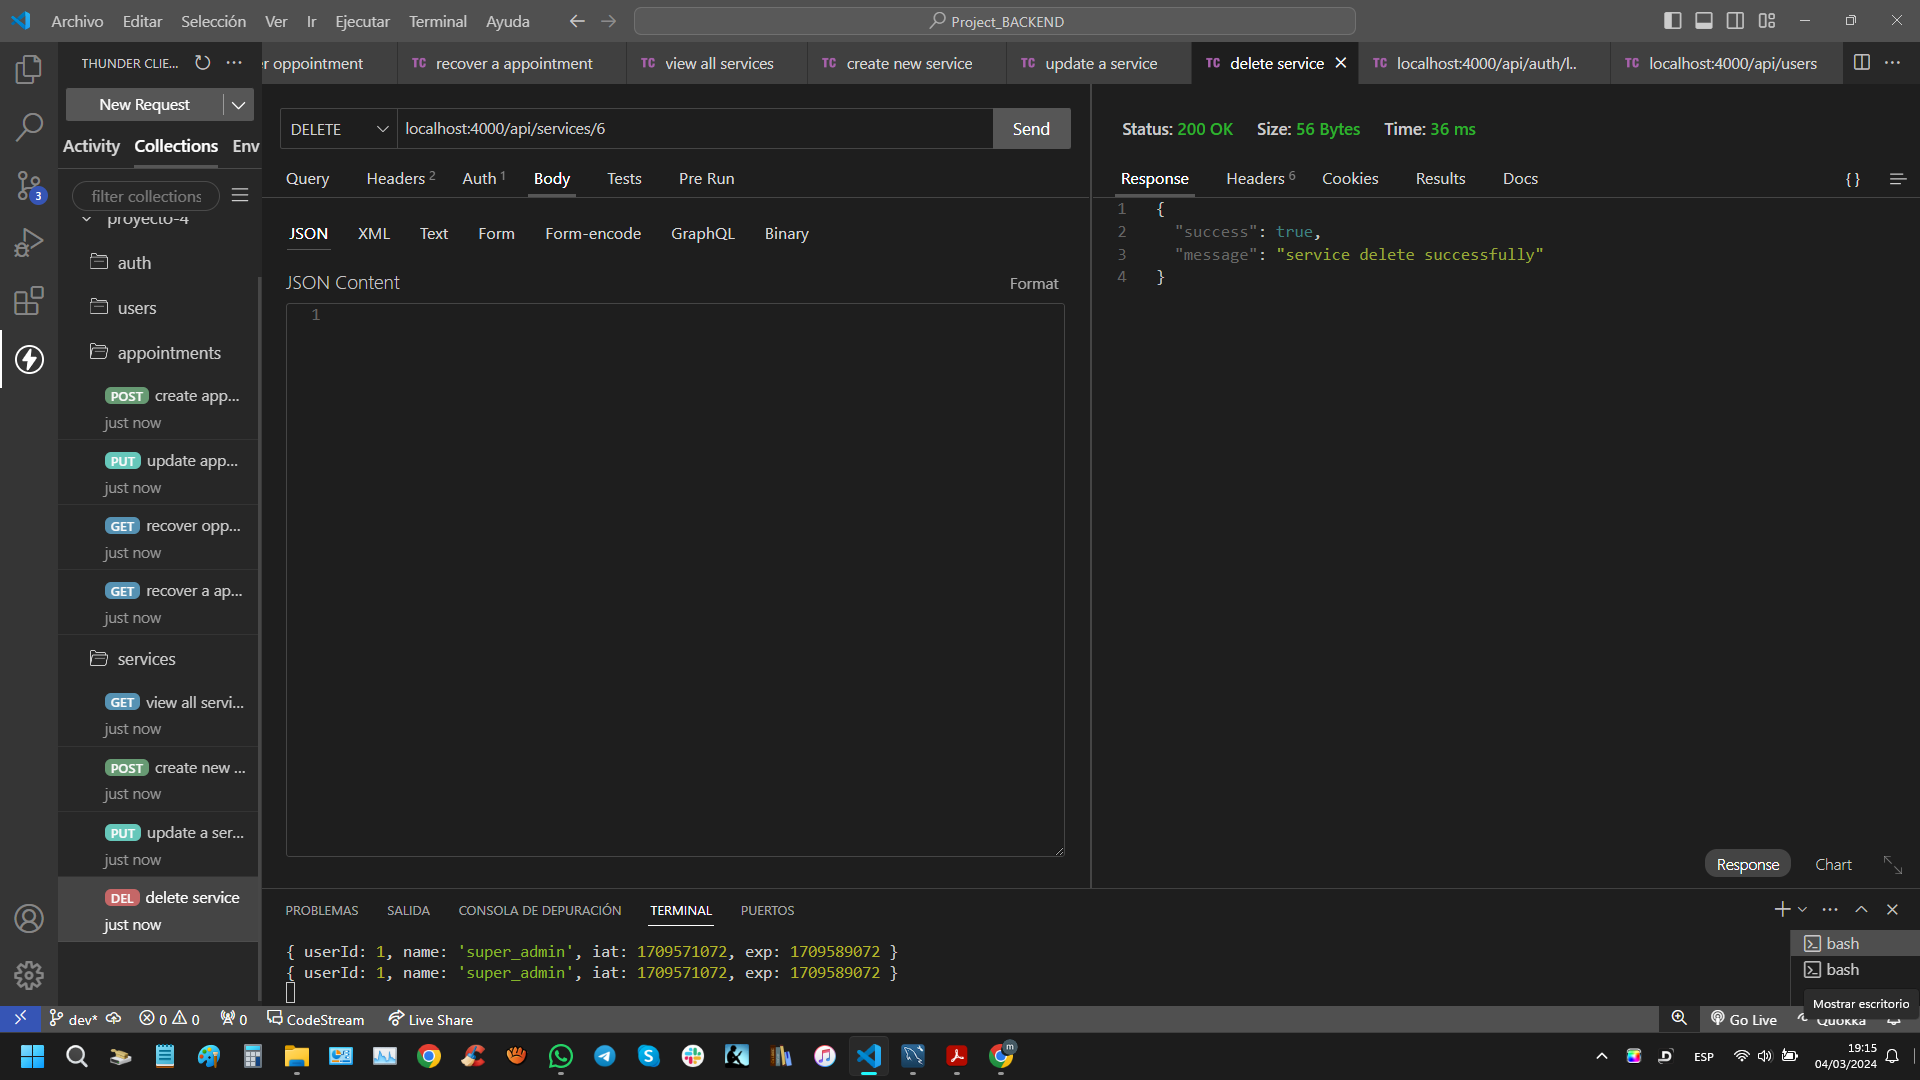 Archivo Editar Selección Ver Ir Ejecutar Terminal Ayuda
Project_BACKEND
THUNDER CLIE...
New Request
Activity Collections Env
filter collections
proyecto-4
auth
users
appointments
POST create app...
just now
PUT update app...
just now
GET recover opp...
just now
GET recover a ap...
just now
services
GET view all servi...
just now
POST create new ...
just now
PUT update a ser...
just now
DEL delete service
just now
3
r oppointment
TC recover a appointment
TC view all services
TC create new service
TC update a service
TC delete service
TC localhost:4000/api/auth/l..
TC localhost:4000/api/users
DELETE localhost:4000/api/services/6 Send
Query Headers 2 Auth 1 Body Tests Pre Run
JSON XML Text Form Form-encode GraphQL Binary
JSON Content
Format
1
Status: 200 OK Size: 56 Bytes Time: 36 ms
Response Headers 6 Cookies Results Docs
{ }
1 {
2 "success": true,
3 "message": "service delete successfully"
4 }
Response Chart
PROBLEMAS SALIDA CONSOLA DE DEPURACIÓN TERMINAL PUERTOS
{ userId: 1, name: 'super_admin', iat: 1709571072, exp: 1709589072 }
{ userId: 1, name: 'super_admin', iat: 1709571072, exp: 1709589072 }
bash
bash
Mostrar escritorio
dev* 0 0 0 CodeStream Live Share
Go Live Quokka
m
ESP
19:15
04/03/2024